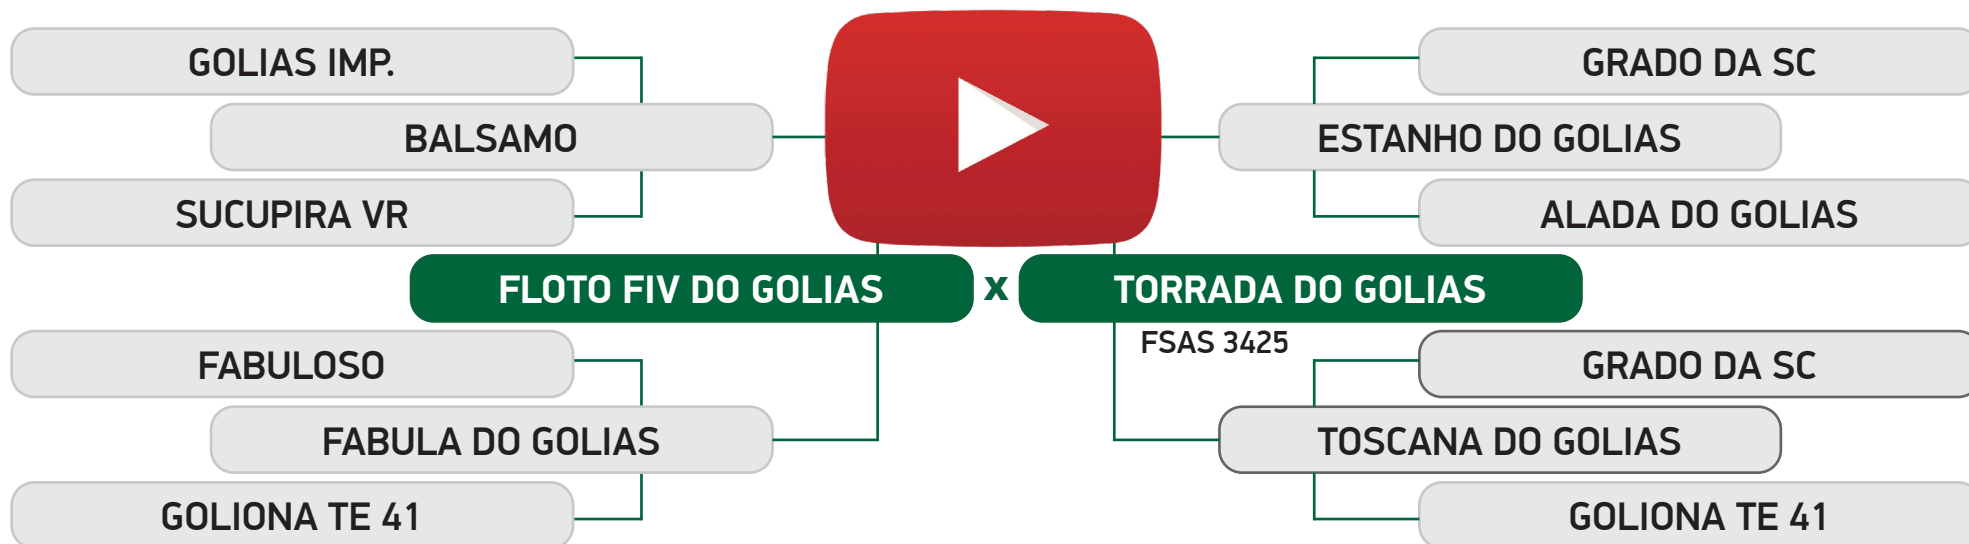 GOLIAS IMP.
BALSAMO
SUCUPIRA VR
FLOTO FIV DO GOLIAS
FABULOSO
FABULA DO GOLIAS
GOLIONA TE 41
x
GRADO DA SC
ESTANHO DO GOLIAS
ALADA DO GOLIAS
TORRADA DO GOLIAS
FSAS 3425
GRADO DA SC
TOSCANA DO GOLIAS
GOLIONA TE 41